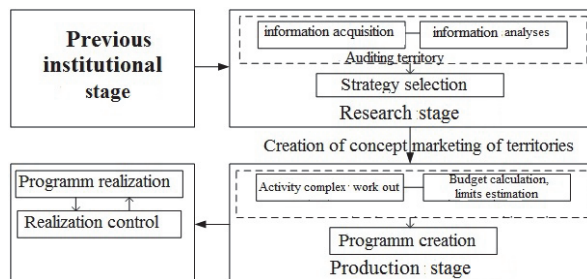 Previous
institutional
stage
information acquisition
information analyses
Auditing territory
Strategy selection
Research stage
Creation of concept marketing of territories
Programm realization
Realization control
Activity complex work out
Budget calculation,
limits estimation
Programm creation
Production stage